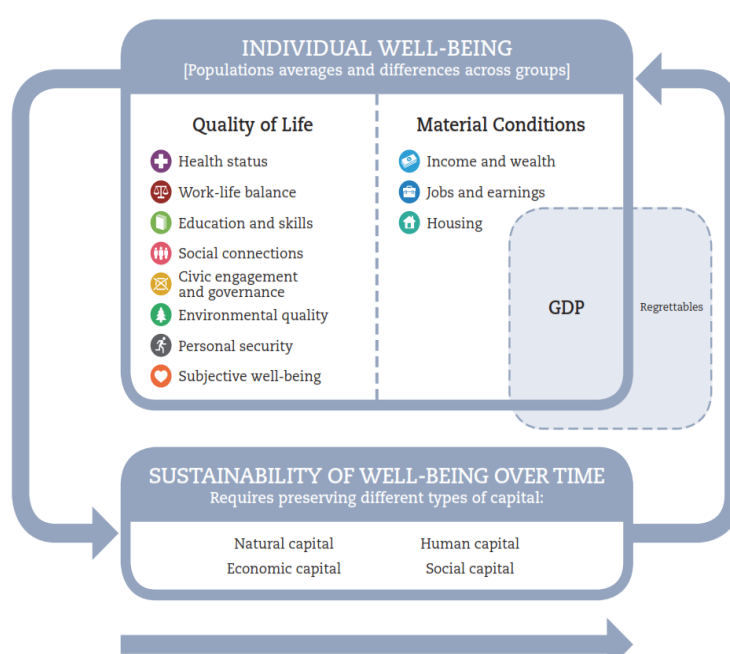 INDIVIDUAL WELL-BEING
[Populations averages and differences across groups]
Quality of Life
Health status
Work-life balance
Education and skills
Social connections
Civic engagement
and governance
Environmental quality
Personal security
Subjective well-being
Material Conditions
Income and wealth
Jobs and earnings
Housing
GDP
Regrettables
SUSTAINABILITY OF WELL-BEING OVER TIME
Requires preserving different types of capital:
Natural capital
Human capital
Economic capital
Social capital